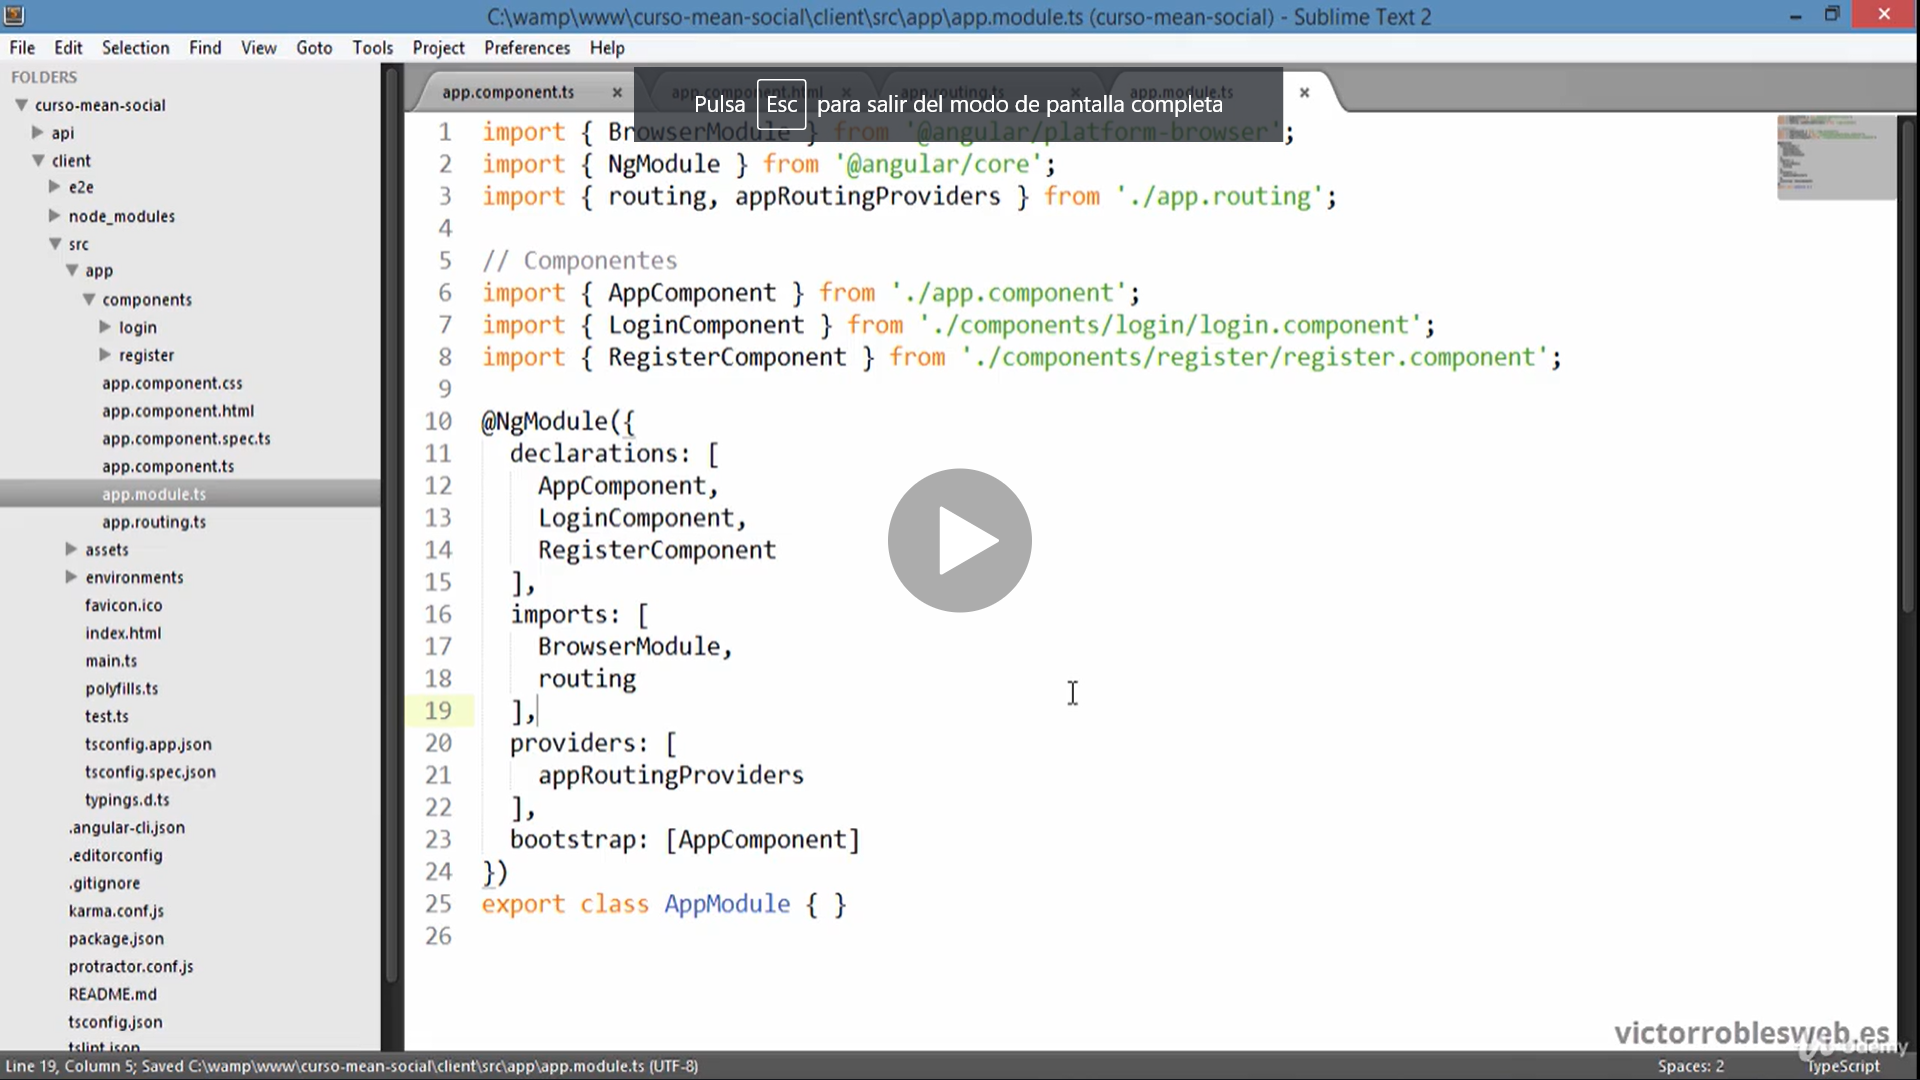 C:\wamp\www\curso-mean-social\client\src\app\app.module.ts (curso-mean-social) - Sublime Text 2
File Edit Selection Find View Goto Tools Project Preferences Help
FOLDERS
curso-mean-social
api
client
e2e
node_modules
src
app
components
login
register
app.component.css
app.component.html
app.component.spec.ts
app.component.ts
app.module.ts
app.routing.ts
assets
environments
favicon.ico
index.html
main.ts
polyfills.ts
test.ts
tsconfig.app.json
tsconfig.spec.json
typings.d.ts
.angular-cli.json
.editorconfig
.gitignore
karma.conf.js
package.json
protractor.conf.js
README.md
tsconfig.json
tslint.json
app.component.ts app.component.html app.routing.ts app.module.ts
Pulsa Esc para salir del modo de pantalla completa
1 import { BrowserModule } from '@angular/platform-browser';
2 import { NgModule } from '@angular/core';
3 import { routing, appRoutingProviders } from './app.routing';
4
5 // Componentes
6 import { AppComponent } from './app.component';
7 import { LoginComponent } from './components/login/login.component';
8 import { RegisterComponent } from './components/register/register.component';
9
10 @NgModule({
11 declarations: [
12 AppComponent,
13 LoginComponent,
14 RegisterComponent
15 ],
16 imports: [
17 BrowserModule,
18 routing
19 ],
20 providers: [
21 appRoutingProviders
22 ],
23 bootstrap: [AppComponent]
24 })
25 export class AppModule { }
26
victorroblesweb.es
Udemy
Line 19, Column 5; Saved C:\wamp\www\curso-mean-social\client\src\app\app.module.ts (UTF-8)
Spaces: 2 TypeScript